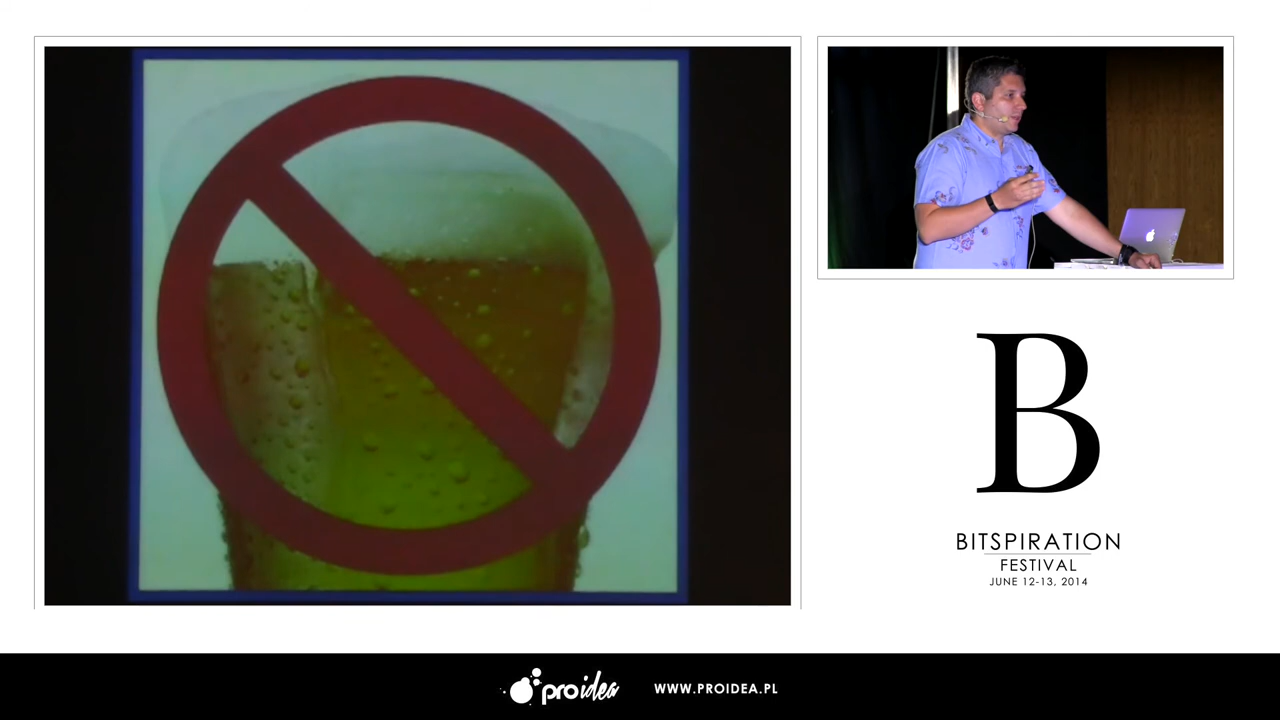 B
BITSPIRATION
FESTIVAL
JUNE 12-13, 2014
proidea
WWW.PROIDEA.PL